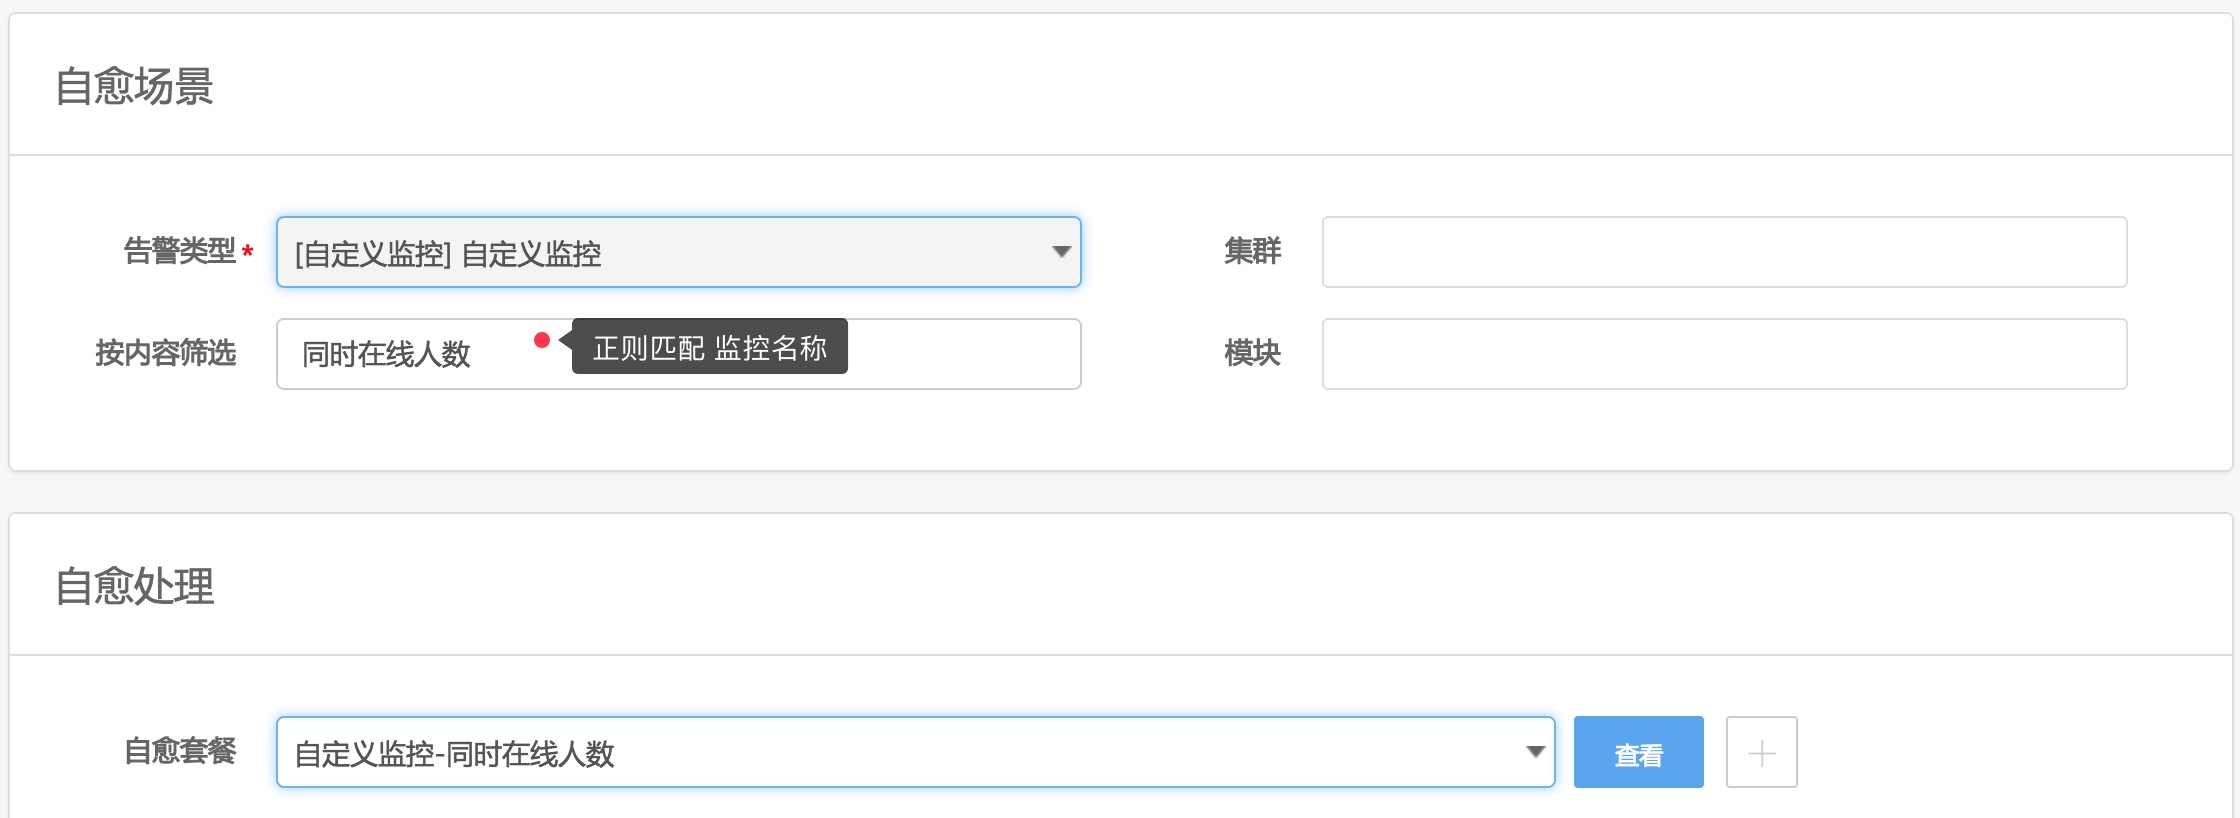 自愈场景
告警类型* [自定义监控] 自定义监控 集群
按内容筛选 同时在线人数 正则匹配 监控名称 模块
自愈处理
自愈套餐 自定义监控-同时在线人数 查看